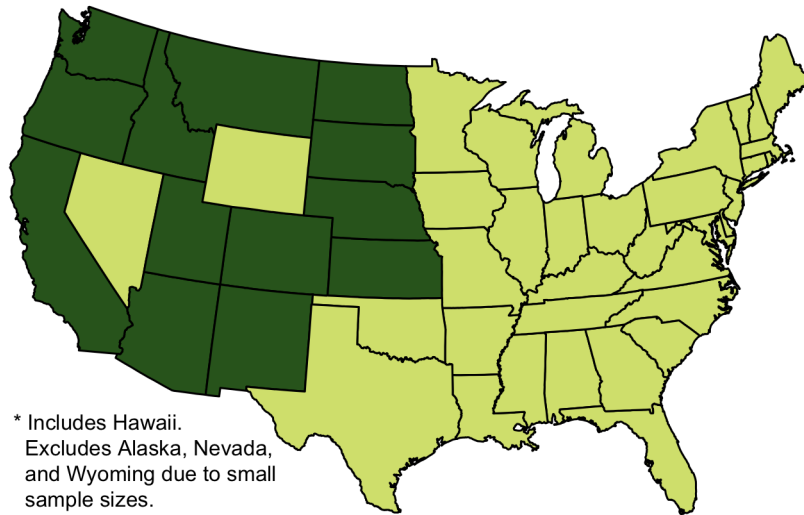 * Includes Hawaii.
Excludes Alaska, Nevada,
and Wyoming due to small
sample sizes.